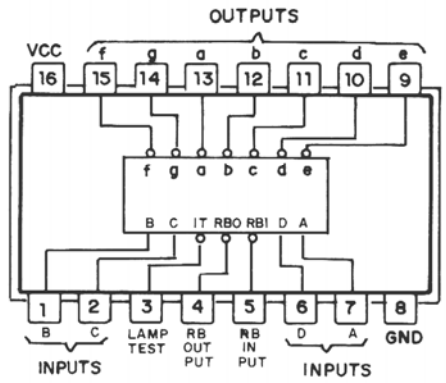 OUTPUTS
VCC f g a b c d e
16 15 14 13 12 11 10 9
f g a b c d e
B C IT RBO RBI D A
1 2 3 4 5 6 7 8
B C LAMP TEST RB OUT PUT RB IN PUT D A GND
INPUTS INPUTS